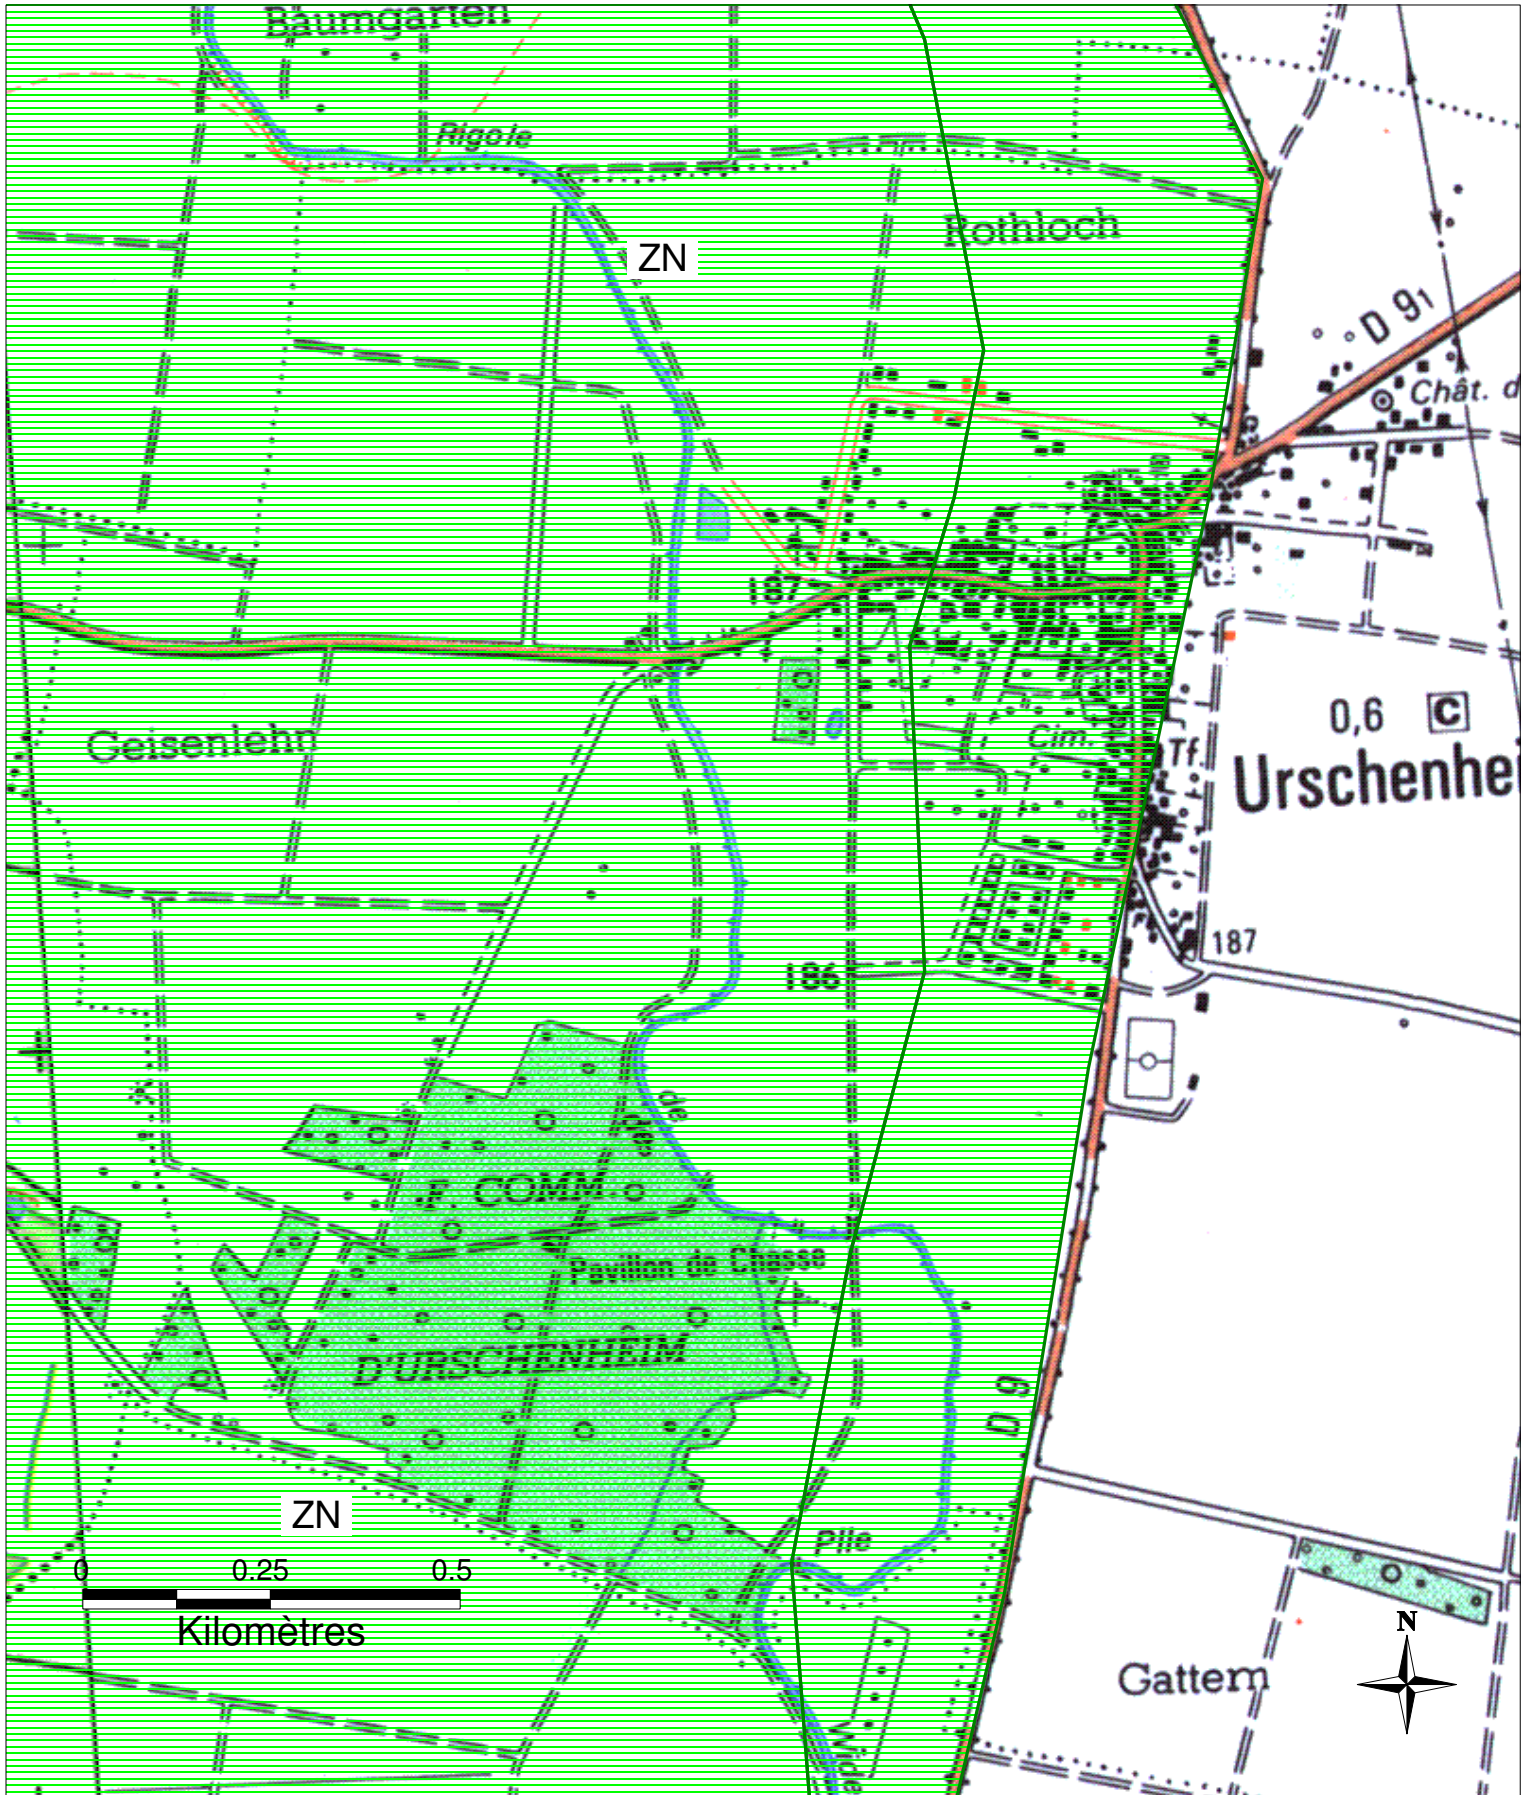 Baumgarten
Rigole
Rothloch
ZN
D 91
Chât. d
187
Geisenlehn
0,6 C
Cim.
Tf.
Urschenhei
187
186
F. COMM.
Pavillon de Chasse
D'URSCHENHEIM
D 9
ZN
Plle
0 0.25 0.5
Kilomètres
N
Gattern